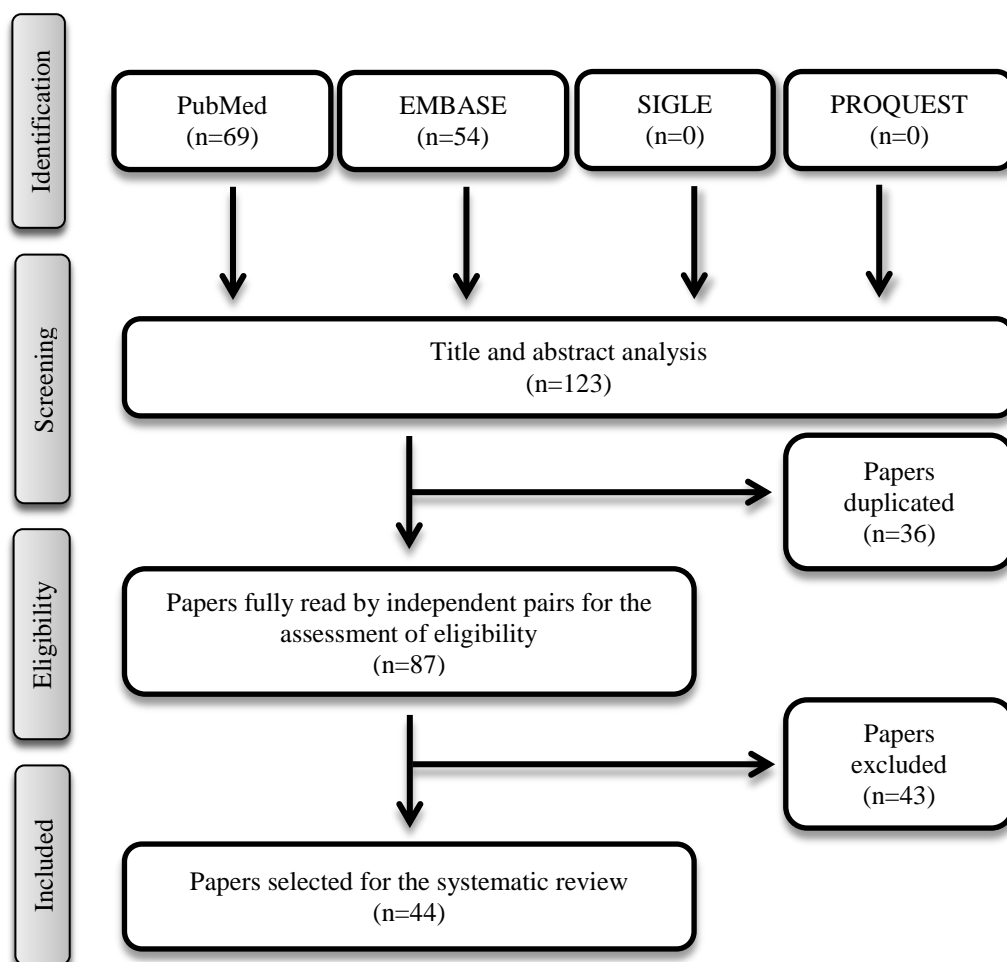 Identification
PubMed
(n=69)
EMBASE
(n=54)
SIGLE
(n=0)
PROQUEST
(n=0)
Screening
Title and abstract analysis
(n=123)
Papers
duplicated
(n=36)
Eligibility
Papers fully read by independent pairs for the
assessment of eligibility
(n=87)
Papers
excluded
(n=43)
Included
Papers selected for the systematic review
(n=44)